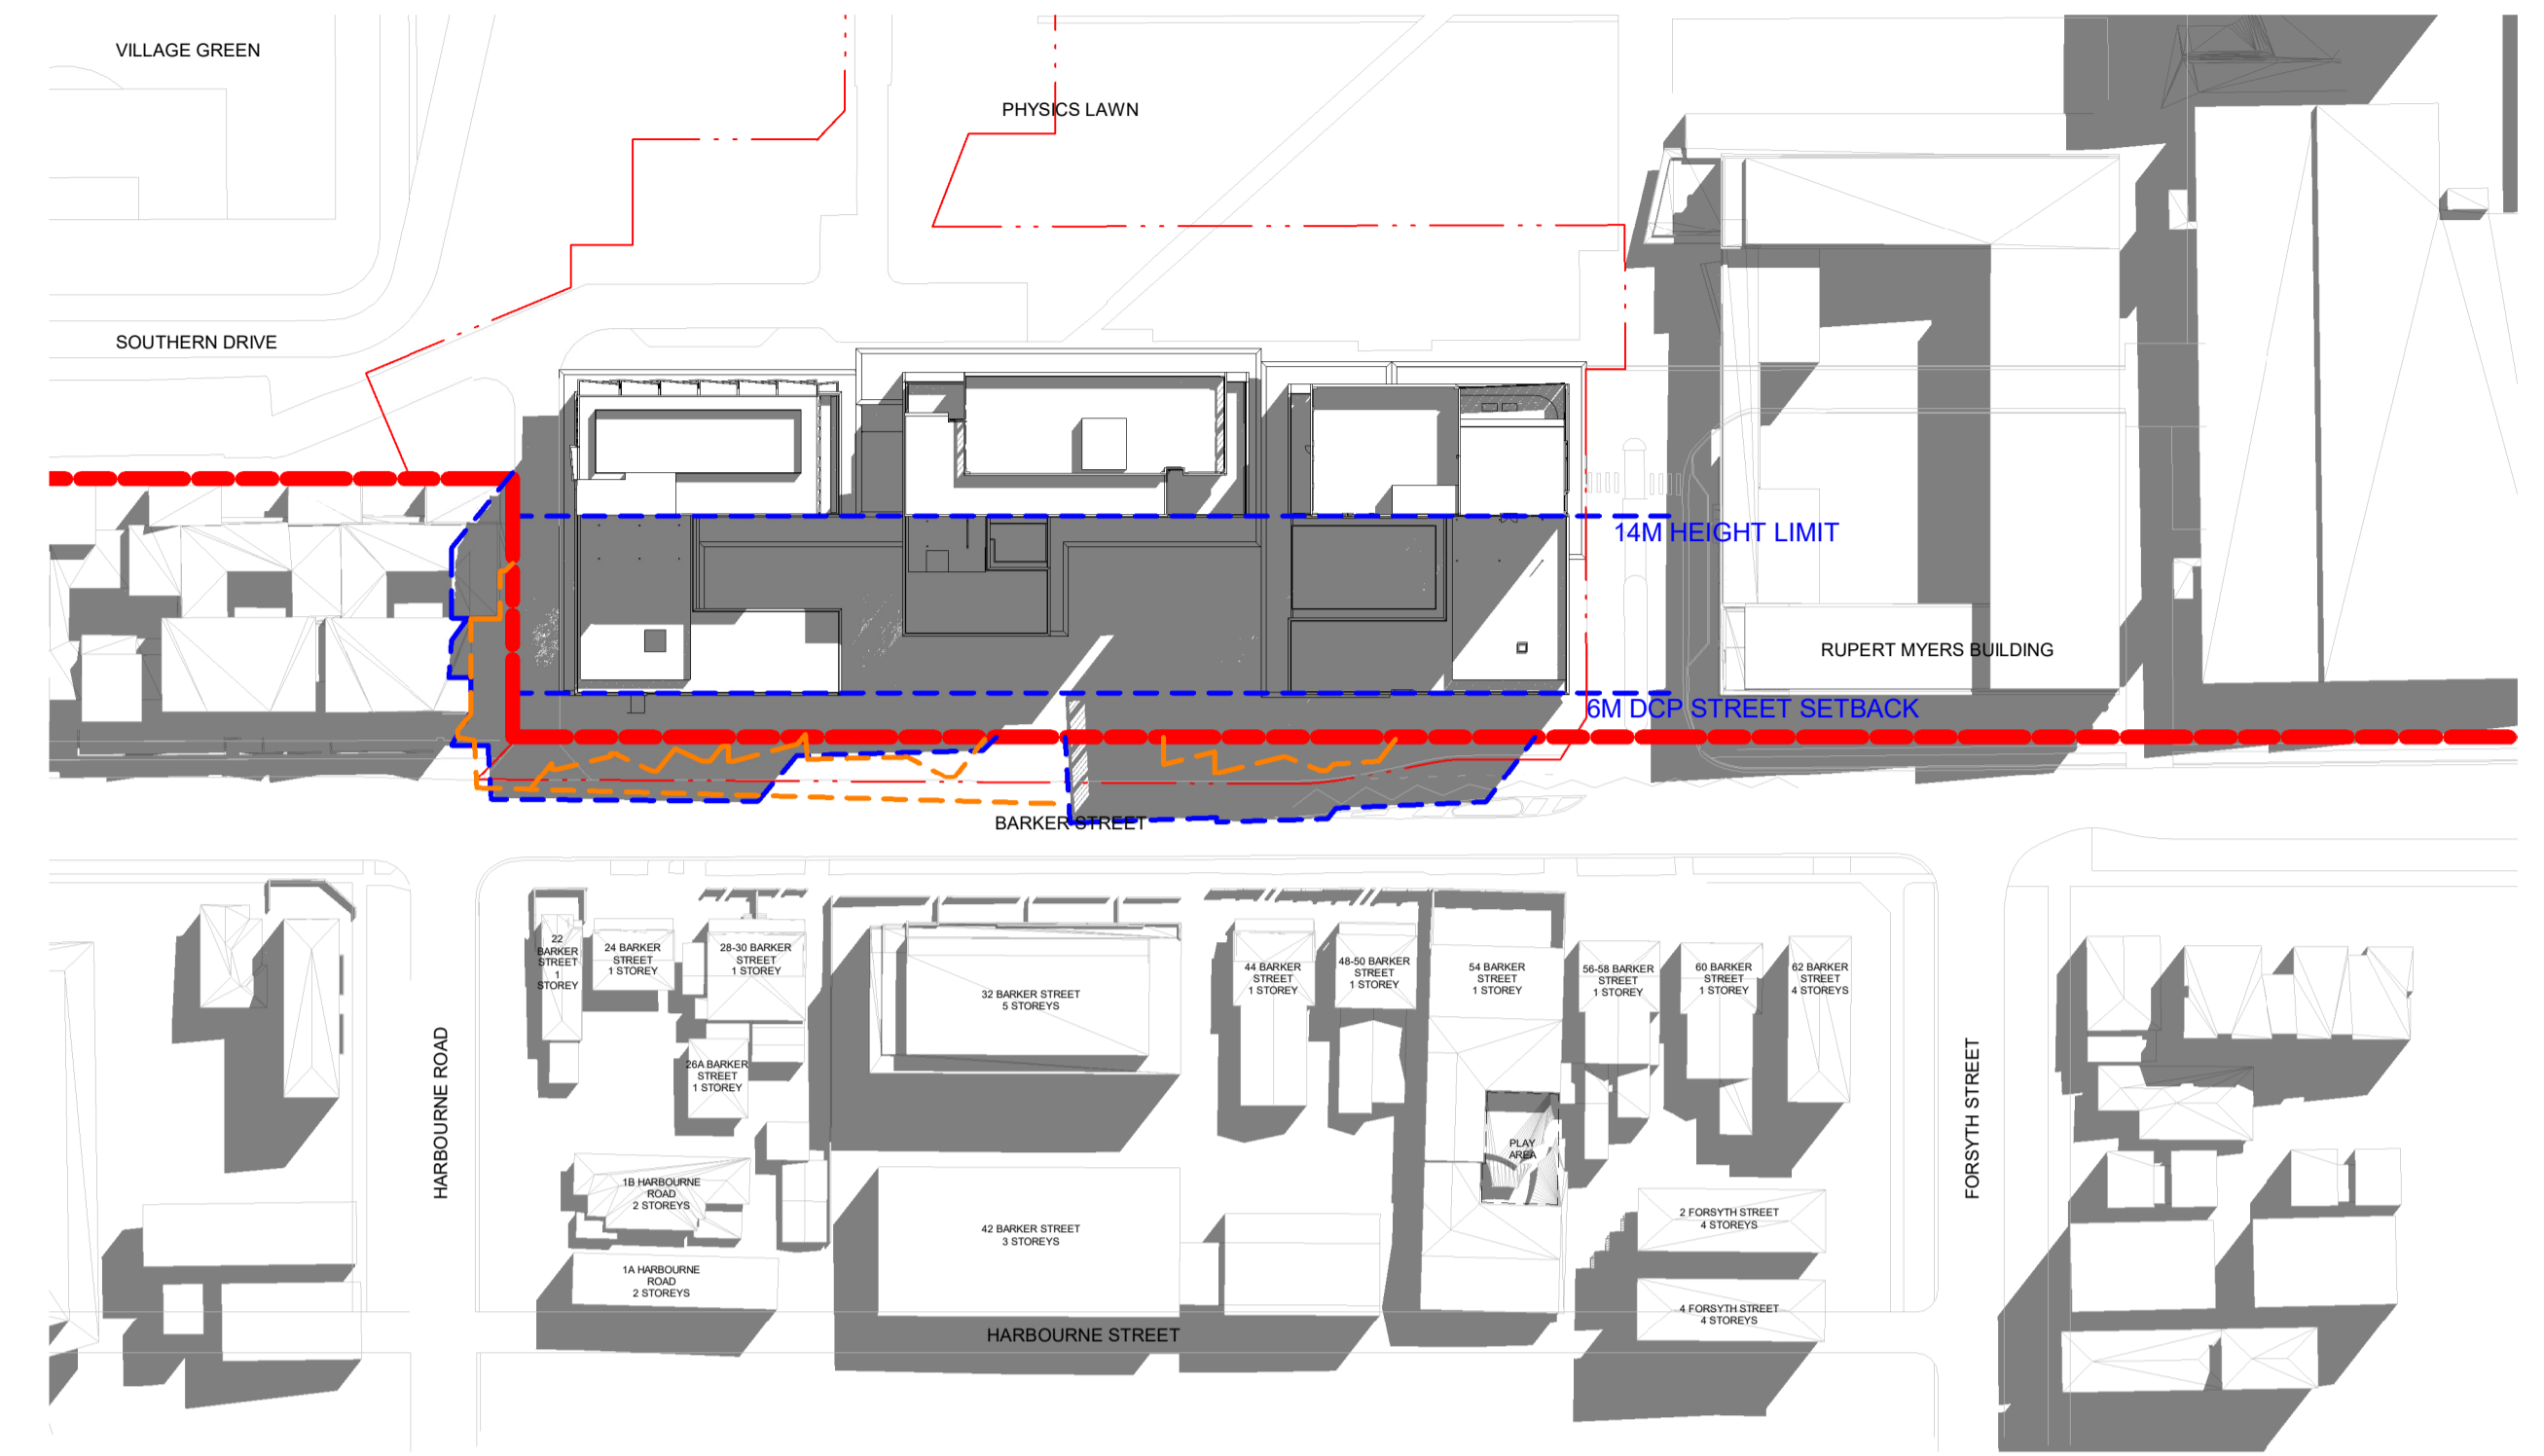 VILLAGE GREEN
PHYSICS LAWN
SOUTHERN DRIVE
14M HEIGHT LIMIT
RUPERT MYERS BUILDING
6M DCP STREET SETBACK
BARKER STREET
22
BARKER
STREET
1
STOREY
24 BARKER
STREET
1 STOREY
28-30 BARKER
STREET
1 STOREY
26A BARKER
STREET
1 STOREY
32 BARKER STREET
5 STOREYS
44 BARKER
STREET
1 STOREY
48-50 BARKER
STREET
1 STOREY
54 BARKER
STREET
1 STOREY
56-58 BARKER
STREET
1 STOREY
60 BARKER
STREET
1 STOREY
62 BARKER
STREET
4 STOREYS
HARBOURNE ROAD
FORSYTH STREET
PLAY
AREA
1B HARBOURNE
ROAD
2 STOREYS
42 BARKER STREET
3 STOREYS
2 FORSYTH STREET
4 STOREYS
1A HARBOURNE
ROAD
2 STOREYS
4 FORSYTH STREET
4 STOREYS
HARBOURNE STREET